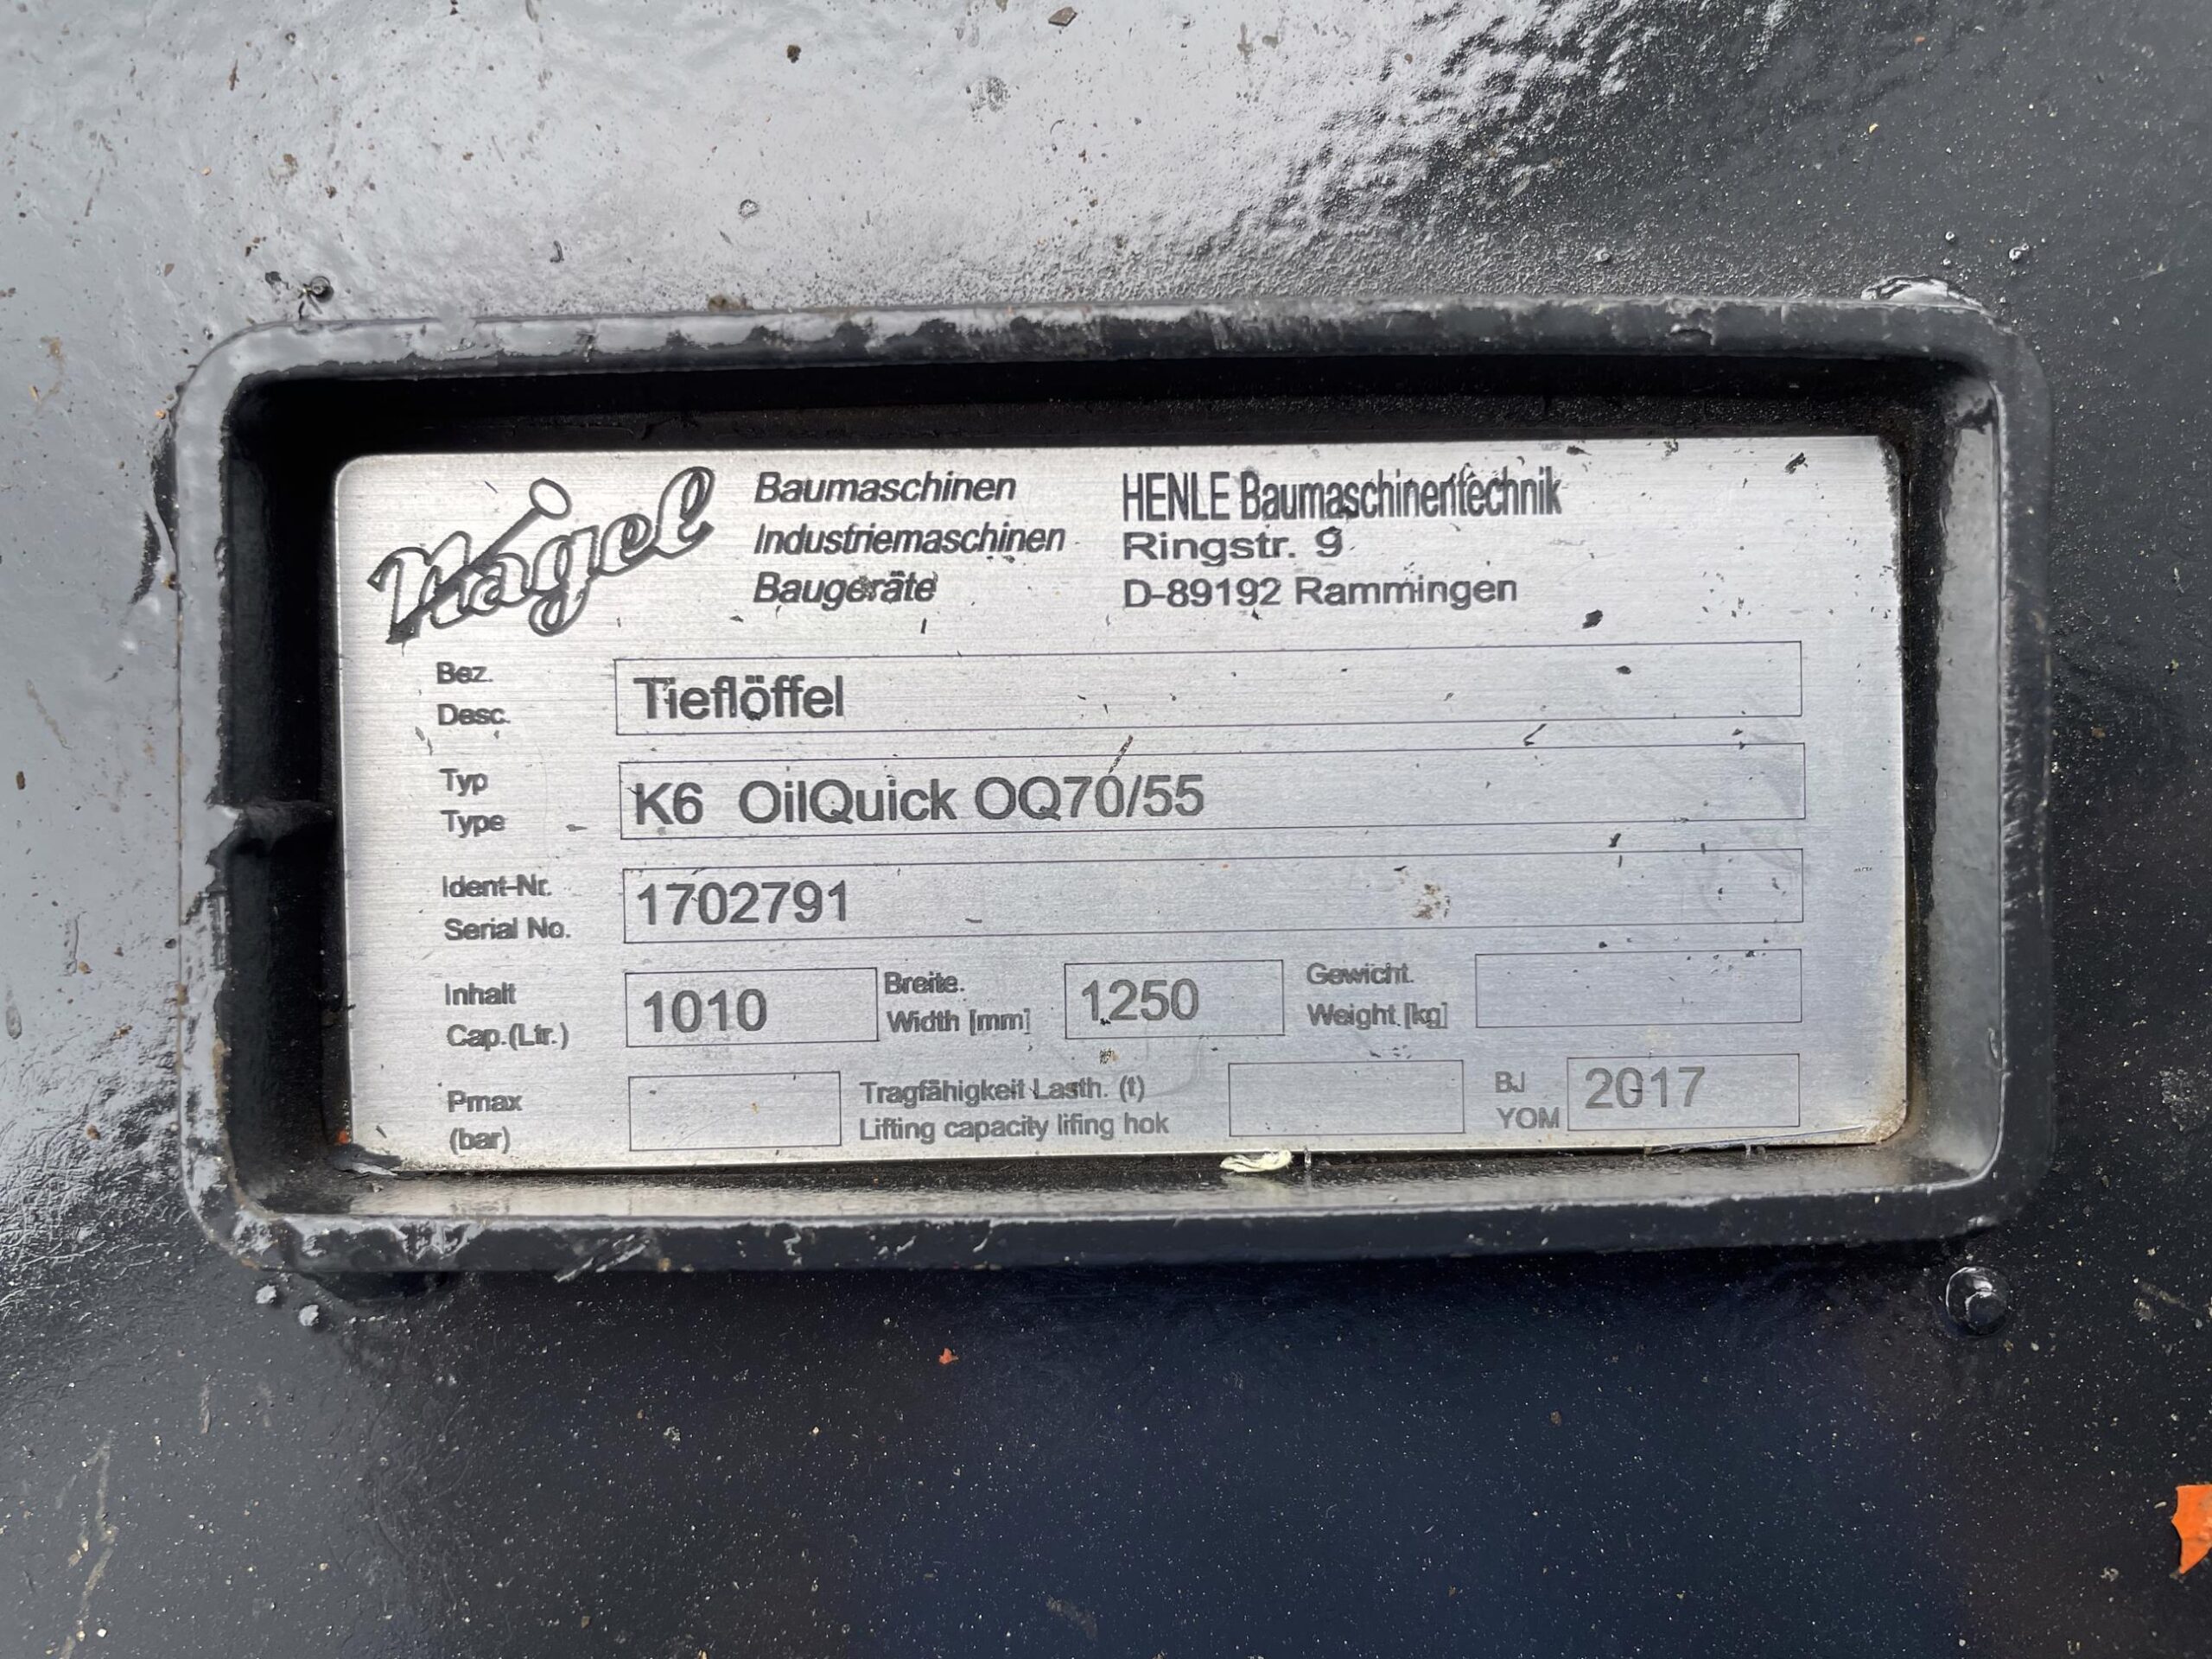 Nagel
Baumaschinen
Industriemaschinen
Baugeräte
HENLE Baumaschinentechnik
Ringstr. 9
D-89192 Rammingen
Bez.
Desc.
Tieflöffel
Typ
Type
K6 OilQuick OQ70/55
Ident-Nr.
Serial No.
1702791
Inhalt
Cap.(Ltr.)
1010
Breite.
Width [mm]
1250
Gewicht.
Weight [kg]
Pmax
(bar)
Tragfähigkeit Lasth. (t)
Lifting capacity lifing hok
BJ
YOM
2017